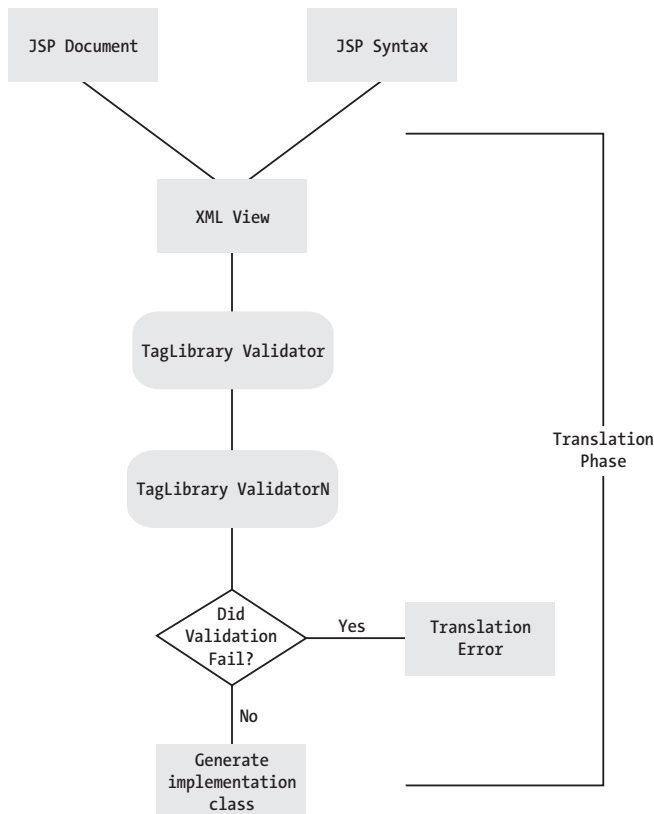 JSP Document
JSP Syntax
XML View
TagLibrary Validator
Translation
Phase
TagLibrary ValidatorN
Did
Validation
Fail?
Yes
Translation
Error
No
Generate
implementation
class